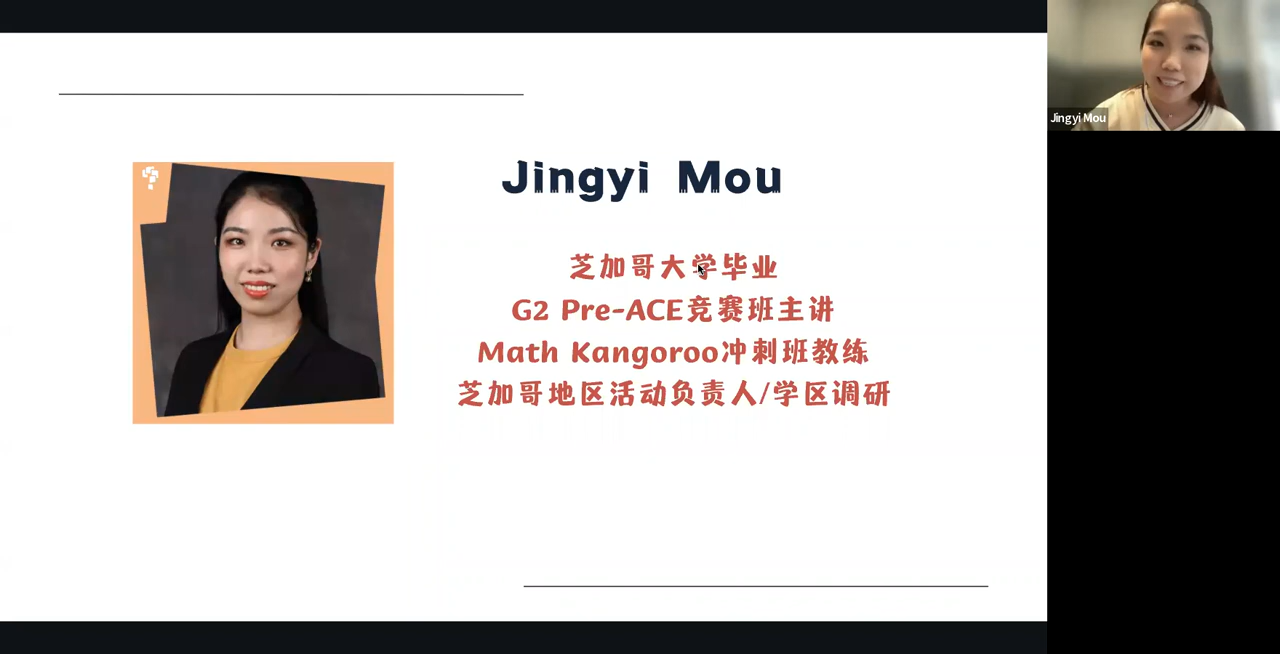 Jingyi Mou
芝加哥大学毕业
G2 Pre-ACE竞赛班主讲
Math Kangoroo冲刺班教练
芝加哥地区活动负责人/学区调研
Jingyi Mou